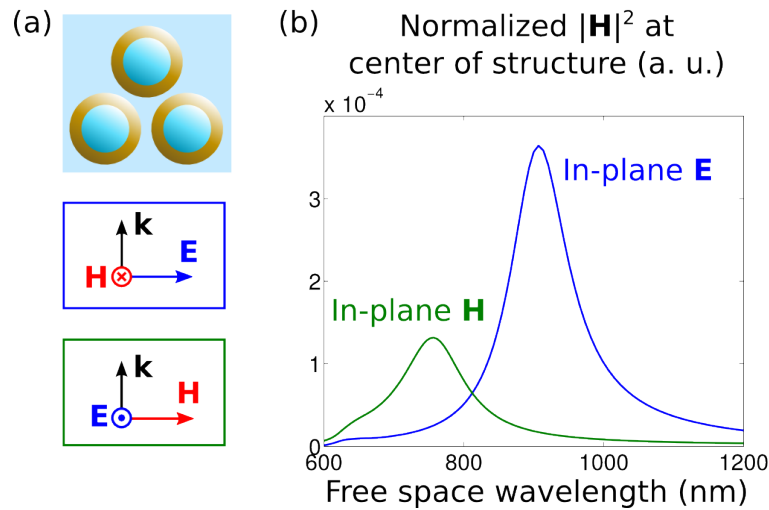 (a)
k
E
H
k
H
E
(b)
Normalized |H|² at
center of structure (a. u.)
x 10⁻⁴
3
2
1
0
In-plane E
In-plane H
600
800
1000
1200
Free space wavelength (nm)